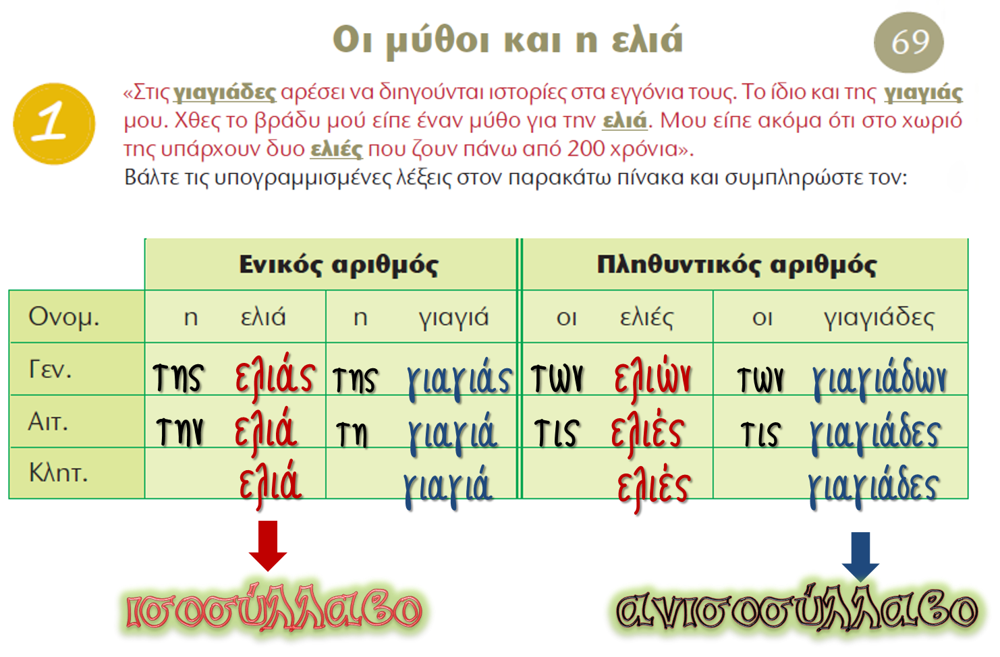 Οι μύθοι και η ελιά
69
1
«Στις γιαγιάδες αρέσει να διηγούνται ιστορίες στα εγγόνια τους. Το ίδιο και της γιαγιάς
μου. Χθες το βράδυ μού είπε έναν μύθο για την ελιά. Μου είπε ακόμα ότι στο χωριό
της υπάρχουν δυο ελιές που ζουν πάνω από 200 χρόνια».
Βάλτε τις υπογραμμισμένες λέξεις στον παρακάτω πίνακα και συμπληρώστε τον:
Ενικός αριθμός Πληθυντικός αριθμός
Ονομ. η ελιά η γιαγιά οι ελιές οι γιαγιάδες
Γεν. της ελιάς της γιαγιάς των ελιών των γιαγιάδων
Αιτ. την ελιά τη γιαγιά τις ελιές τις γιαγιάδες
Κλητ. ελιά γιαγιά ελιές γιαγιάδες
ισοσύλλαβο ανισοσύλλαβο